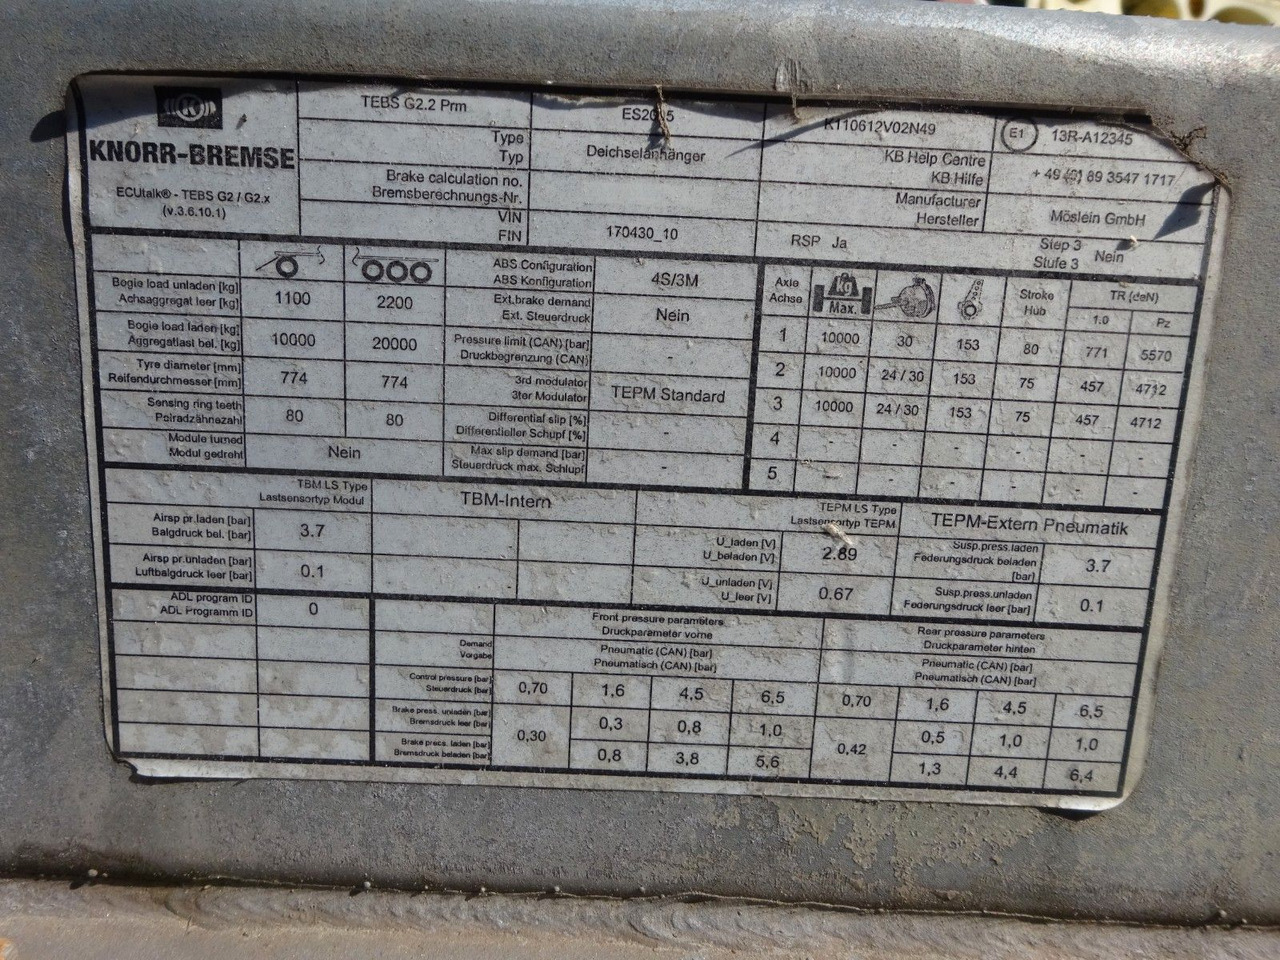 K
KNORR-BREMSE
ECUtalk® - TEBS G2 / G2.x
(v.3.6.10.1)
TEBS G2.2 Prm
K110612V02N49
E1
13R-A12345
Type
Typ
Deichselanhänger
KB Help Centre
KB Hilfe
+ 49 (0) 89 3547 1717
Brake calculation no.
Bremsberechnungs-Nr.
Manufacturer
Hersteller
Möslein GmbH
VIN
FIN
170430_10
RSP Ja
Step 3
Stufe 3
Nein
Bogie load unladen [kg]
Achsaggregat leer [kg]
1100
2200
Bogie load laden [kg]
Aggregatlast bel. [kg]
10000
20000
Tyre diameter [mm]
Reifendurchmesser [mm]
774
774
Sensing ring teeth
Polradzähnezahl
80
80
Module turned
Modul gedreht
Nein
ABS Configuration
ABS Konfiguration
4S/3M
Ext.brake demand
Ext. Steuerdruck
Nein
Pressure limit (CAN) [bar]
Druckbegrenzung (CAN)
-
3rd modulator
3ter Modulator
TEPM Standard
Differential slip [%]
Differentieller Schupf [%]
-
Max slip demand [bar]
Steuerdruck max. Schlupf
-
Axle
Achse
kg
Max.
Stroke
Hub
TR (deN)
1.0
Pz
1 10000 30 153 80 771 5570
2 10000 24 / 30 153 75 457 4712
3 10000 24 / 30 153 75 457 4712
4 - - - - - -
5 - - - - - -
TBM LS Type
Lastsensortyp Modul
TBM-Intern
TEPM LS Type
Lastsensortyp TEPM
TEPM-Extern Pneumatik
Airsp pr.laden [bar]
Balgdruck bel. [bar]
3.7
U_laden [V]
U_beladen [V]
2.89
Susp.press.laden
Federungsdruck beladen
[bar]
3.7
Airsp pr.unladen [bar]
Luftbalgdruck leer [bar]
0.1
U_unladen [V]
U_leer [V]
0.67
Susp.press.unladen
Federungsdruck leer [bar]
0.1
ADL program ID
ADL Programm ID
0
Front pressure parameters
Druckparameter vorne
Rear pressure parameters
Druckparameter hinten
Demand
Vorgabe
Pneumatic (CAN) [bar]
Pneumatisch (CAN) [bar]
Pneumatic (CAN) [bar]
Pneumatisch (CAN) [bar]
Control pressure [bar]
Steuerdruck [bar]
0,70 1,6 4,5 6,5 0,70 1,6 4,5 6,5
Brake press. unladen [bar]
Bremsdruck leer [bar]
0,30 0,3 0,8 1,0 0,42 0,5 1,0 1,0
Brake press. laden [bar]
Bremsdruck beladen [bar]
0,8 3,8 5,6 1,3 4,4 6,4